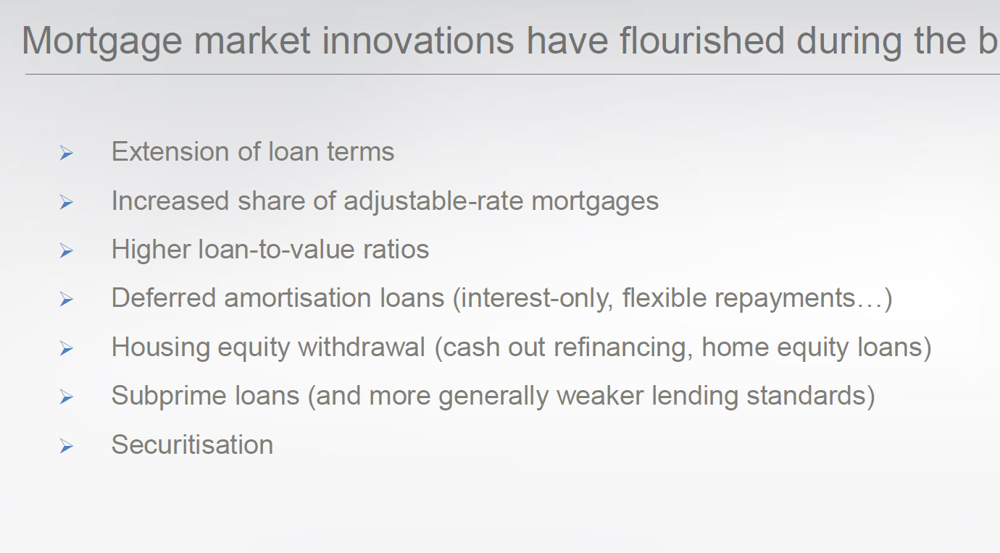 Mortgage market innovations have flourished during the b
Extension of loan terms
Increased share of adjustable-rate mortgages
Higher loan-to-value ratios
Deferred amortisation loans (interest-only, flexible repayments…)
Housing equity withdrawal (cash out refinancing, home equity loans)
Subprime loans (and more generally weaker lending standards)
Securitisation